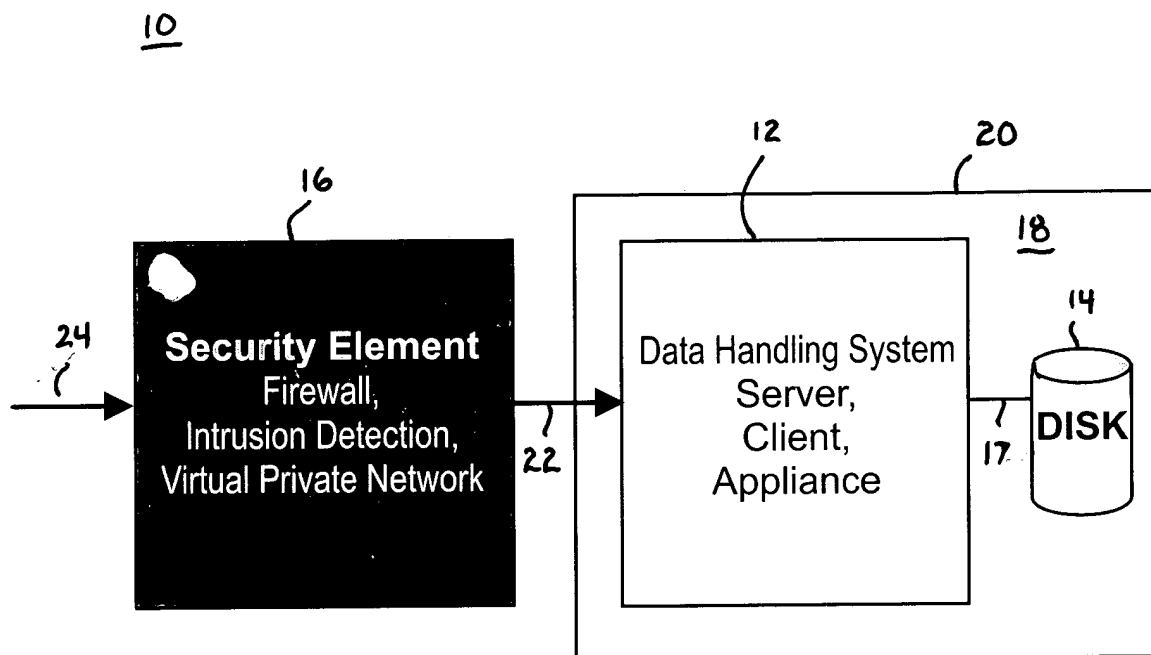 10
12
20
16
18
14
24
Security Element
Firewall,
Intrusion Detection,
Virtual Private Network
22
Data Handling System
Server,
Client,
Appliance
17
DISK